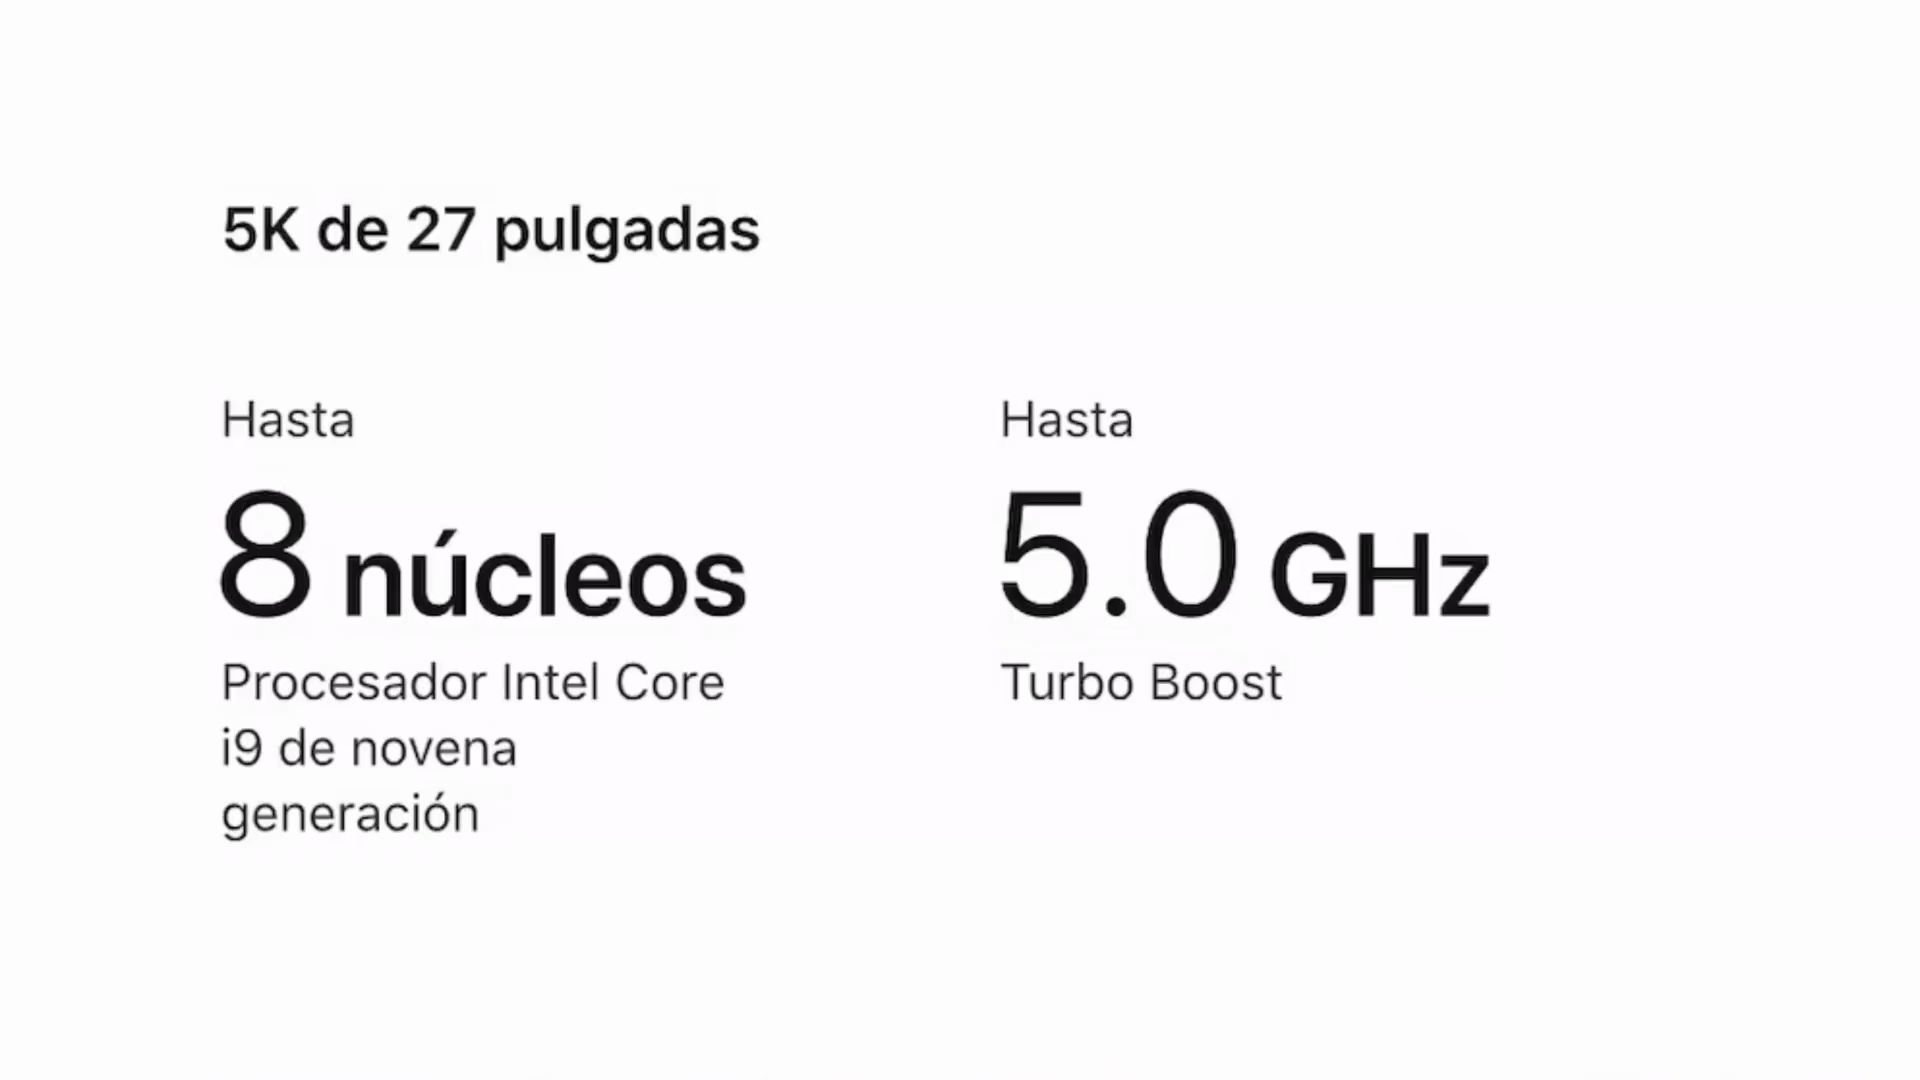 5K de 27 pulgadas
Hasta
8 núcleos
Procesador Intel Core
i9 de novena
generación
Hasta
5.0 GHz
Turbo Boost